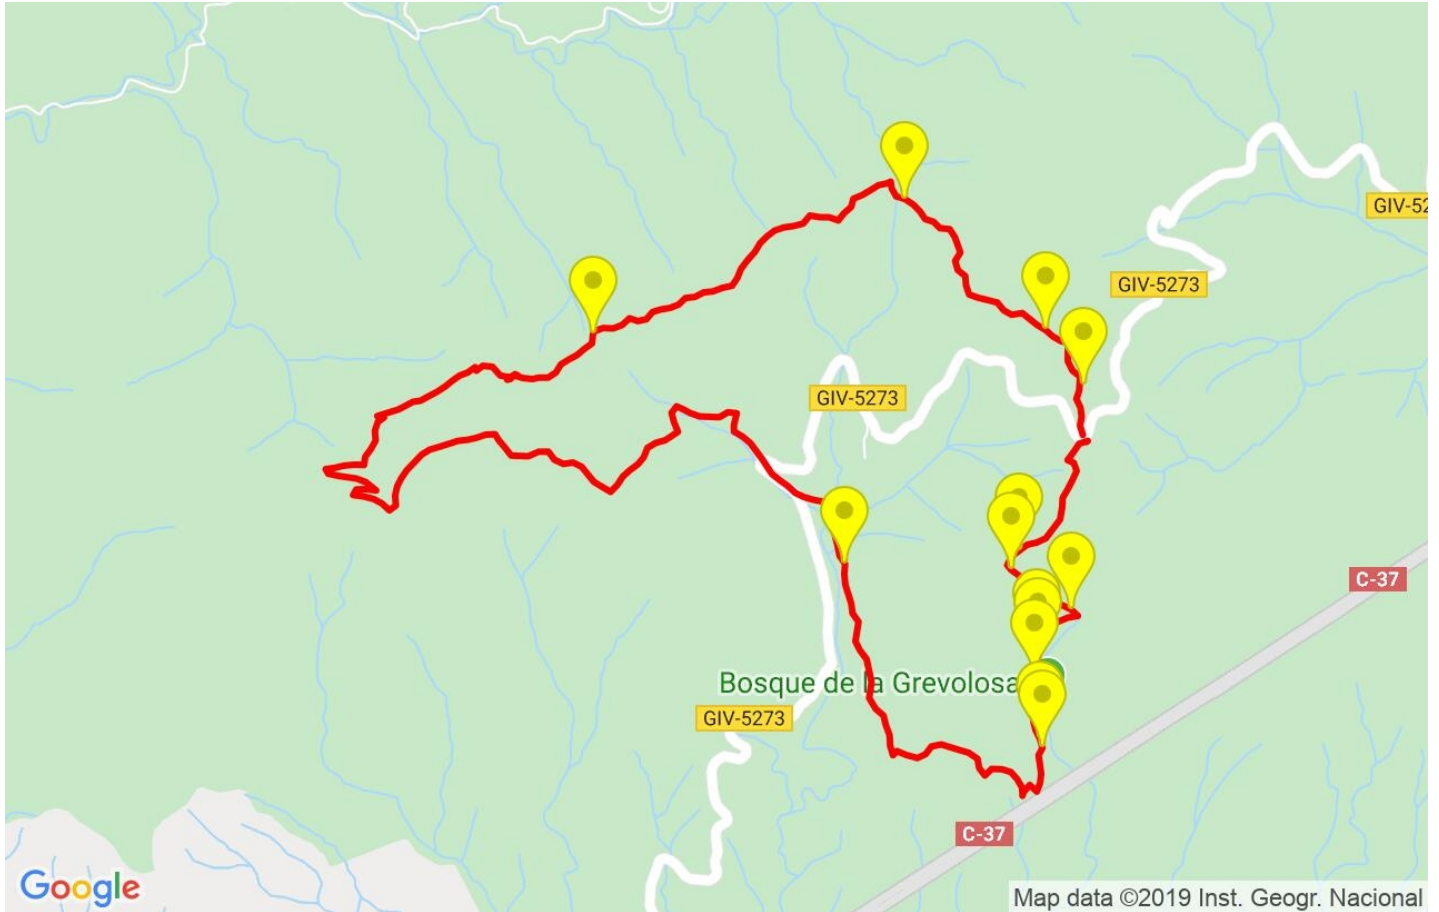 GIV-52
GIV-5273
GIV-5273
C-37
Bosque de la Grevolosa
GIV-5273
C-37
Google
Map data ©2019 Inst. Geogr. Nacional